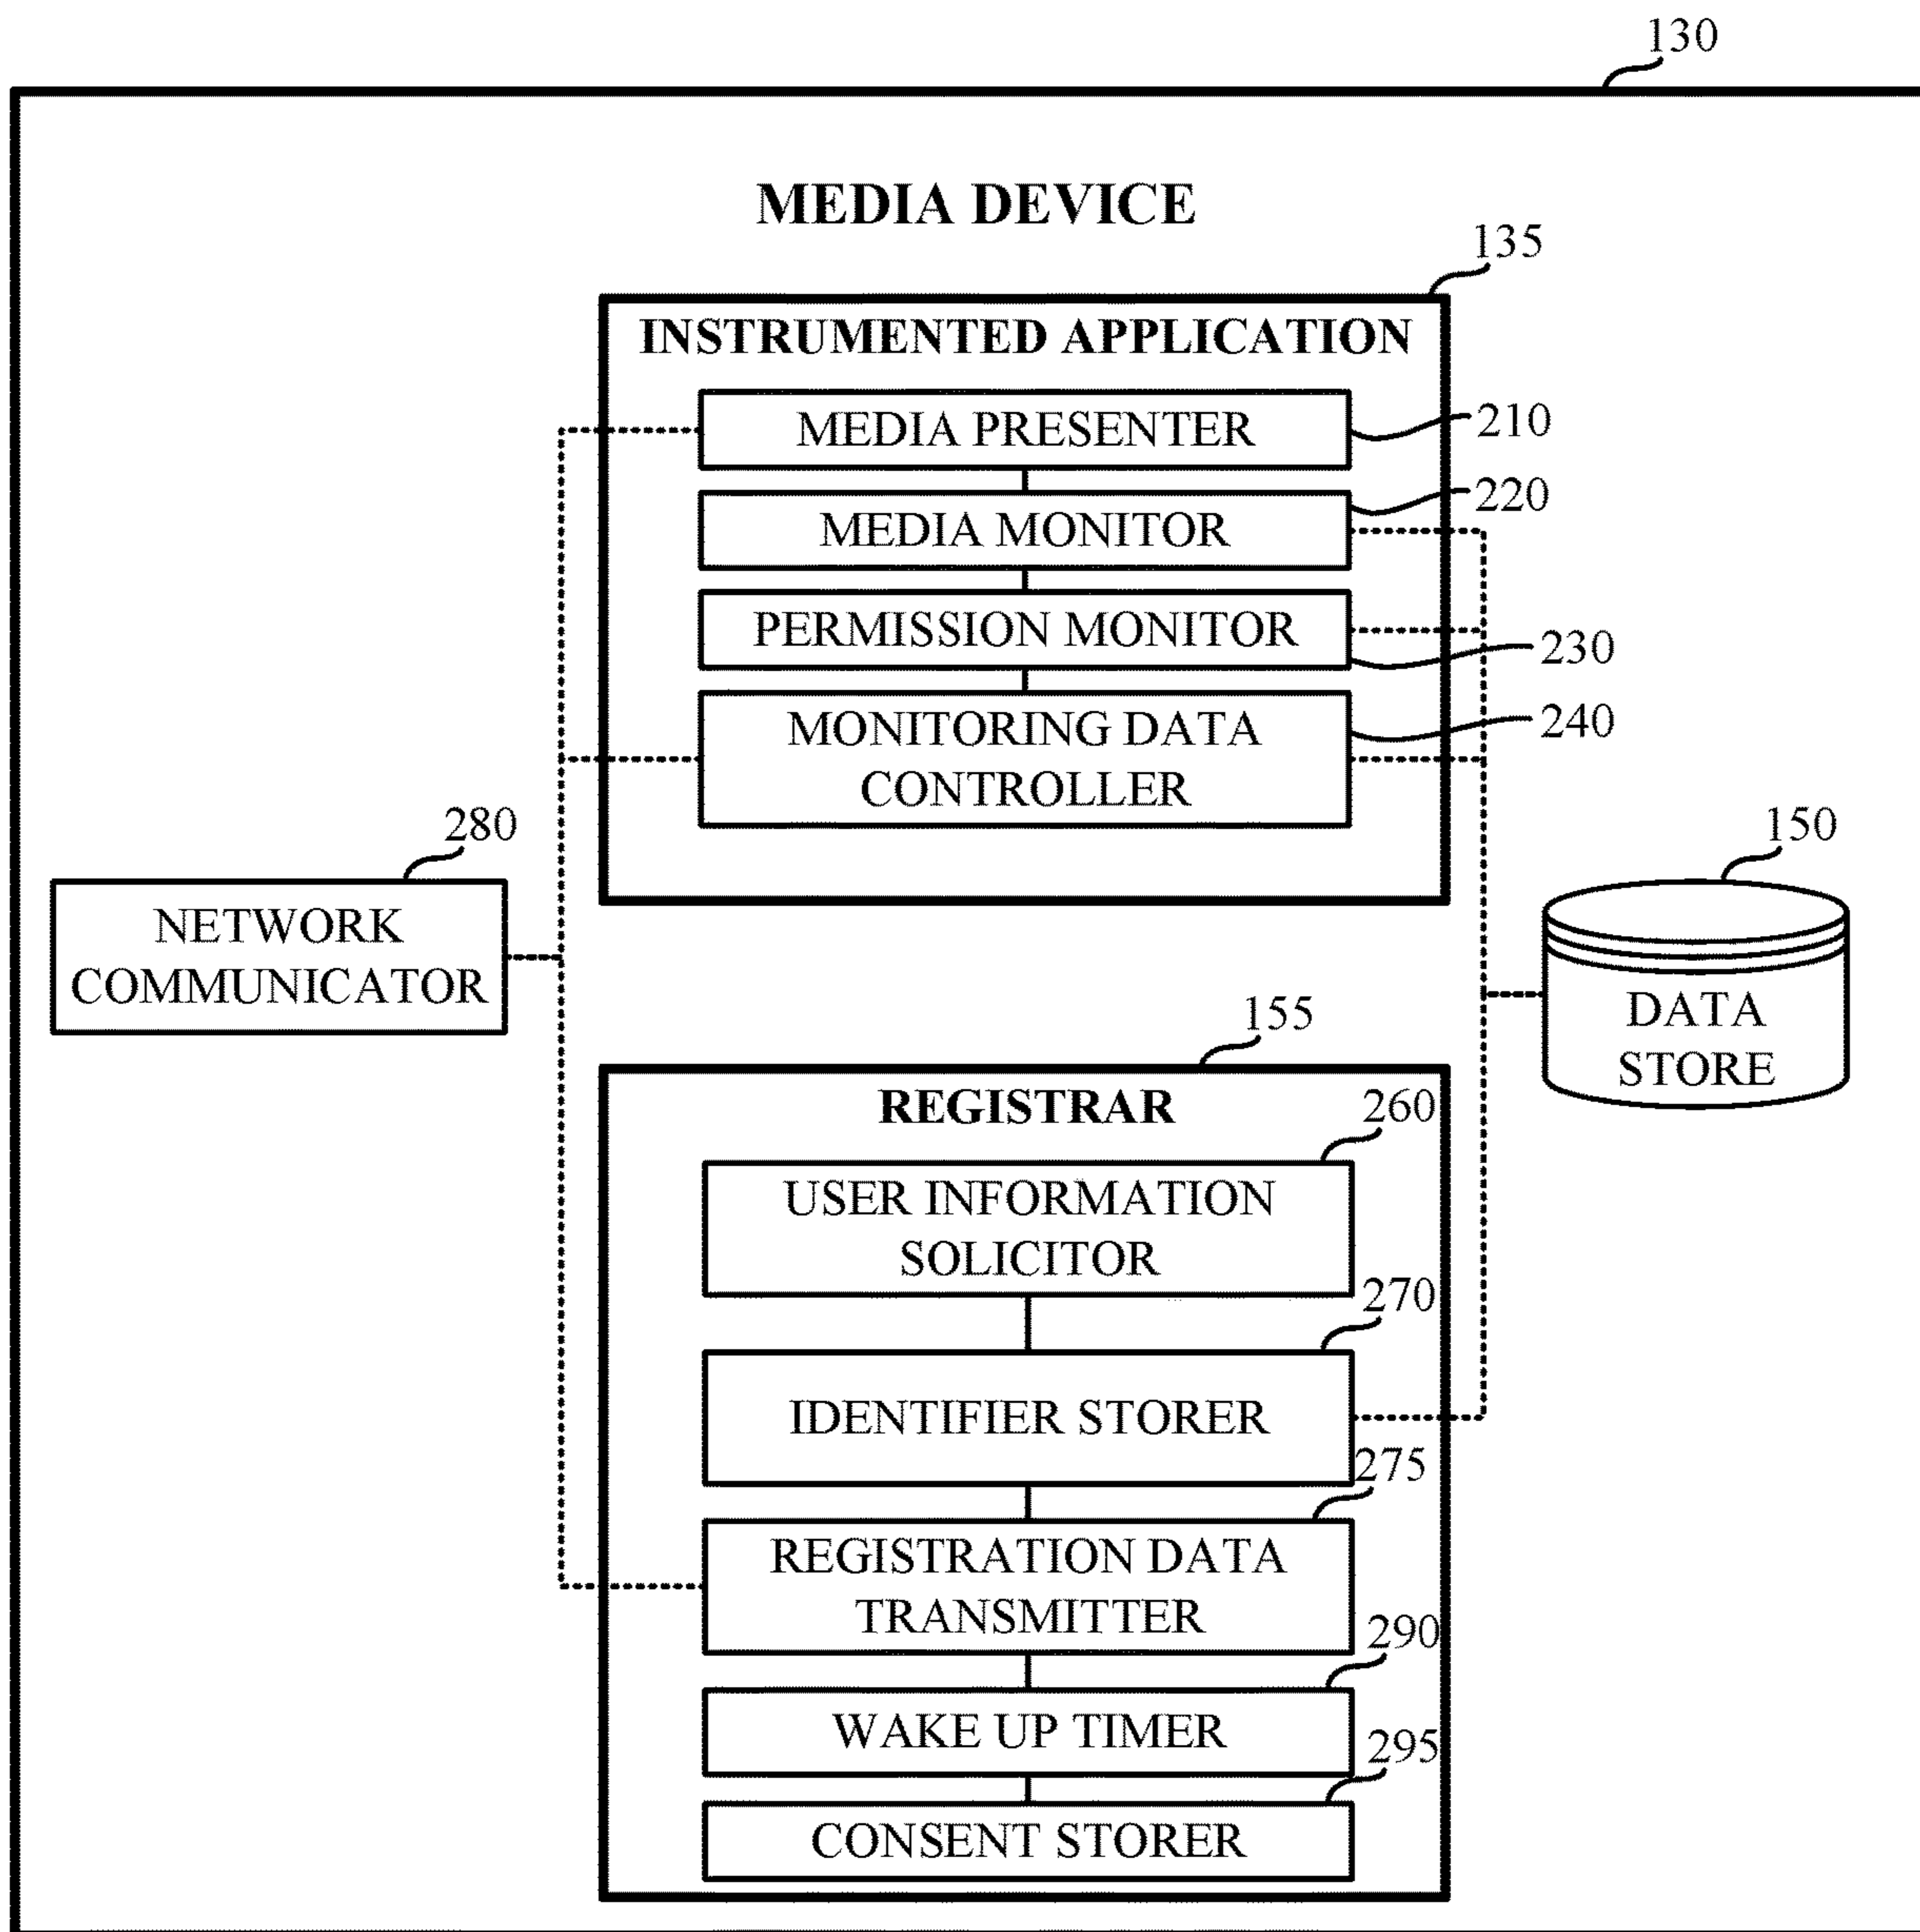 130
MEDIA DEVICE
135
INSTRUMENTED APPLICATION
MEDIA PRESENTER
210
MEDIA MONITOR
220
PERMISSION MONITOR
230
MONITORING DATA
CONTROLLER
240
280
NETWORK
COMMUNICATOR
150
DATA
STORE
155
REGISTRAR
260
USER INFORMATION
SOLICITOR
270
IDENTIFIER STORER
275
REGISTRATION DATA
TRANSMITTER
290
WAKE UP TIMER
295
CONSENT STORER